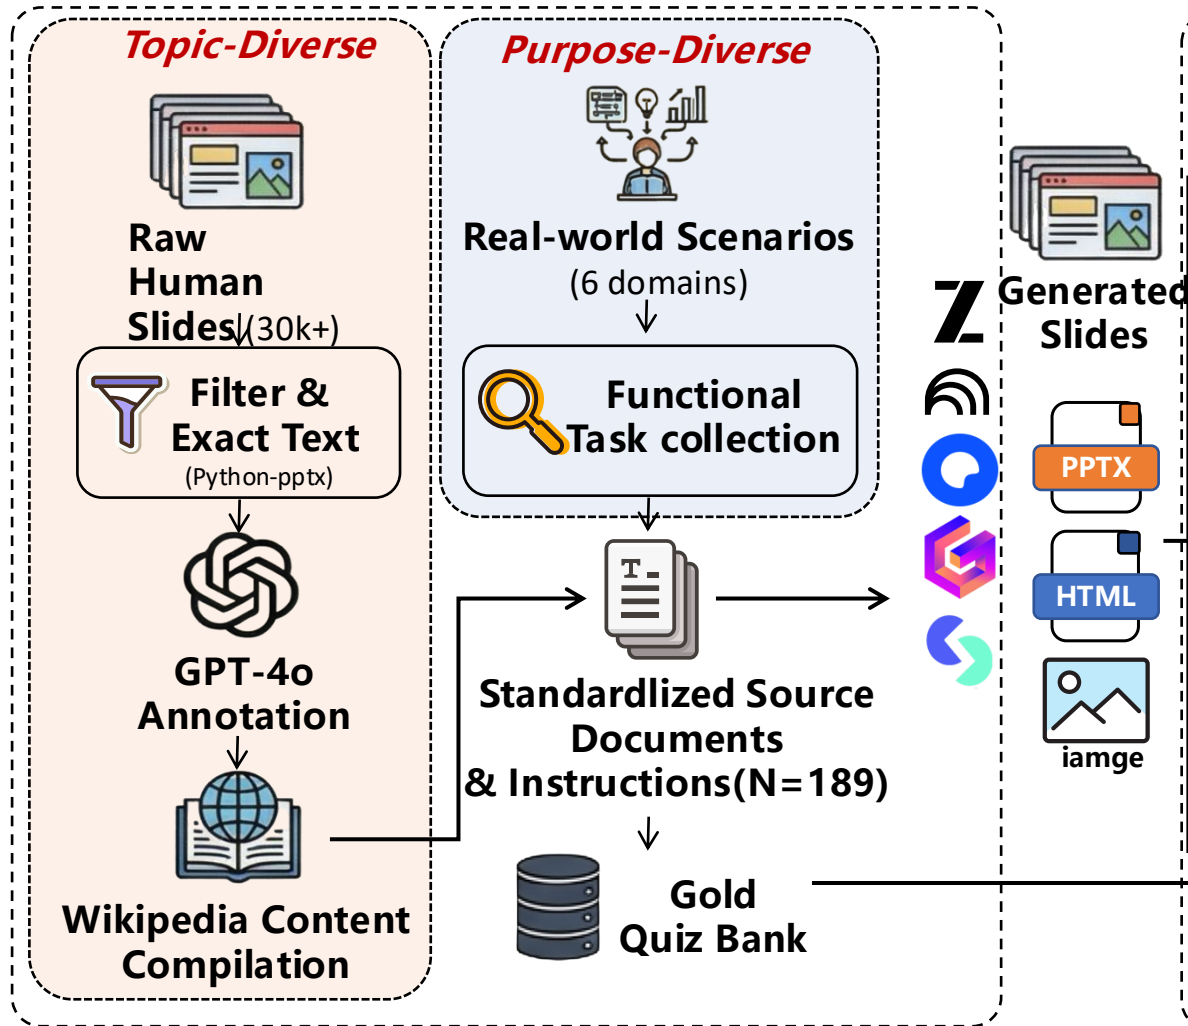 Topic-Diverse
Raw
Human
Slides (30k+)
Filter &
Exact Text
(Python-pptx)
GPT-4o
Annotation
Wikipedia Content
Compilation
Purpose-Diverse
Real-world Scenarios
(6 domains)
Functional
Task collection
T
Standardlized Source
Documents
& Instructions(N=189)
Gold
Quiz Bank
Generated
Slides
PPTX
HTML
iamge